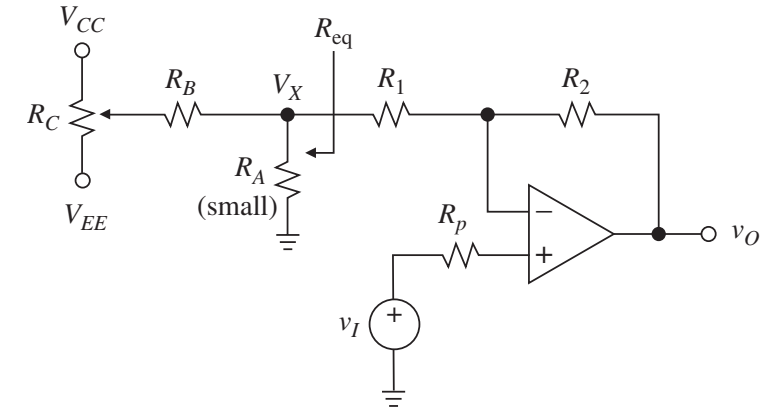 V_CC
R_eq
R_B
V_X
R_1
R_2
R_C
R_A
(small)
V_EE
R_p
−
+
v_O
v_I
+